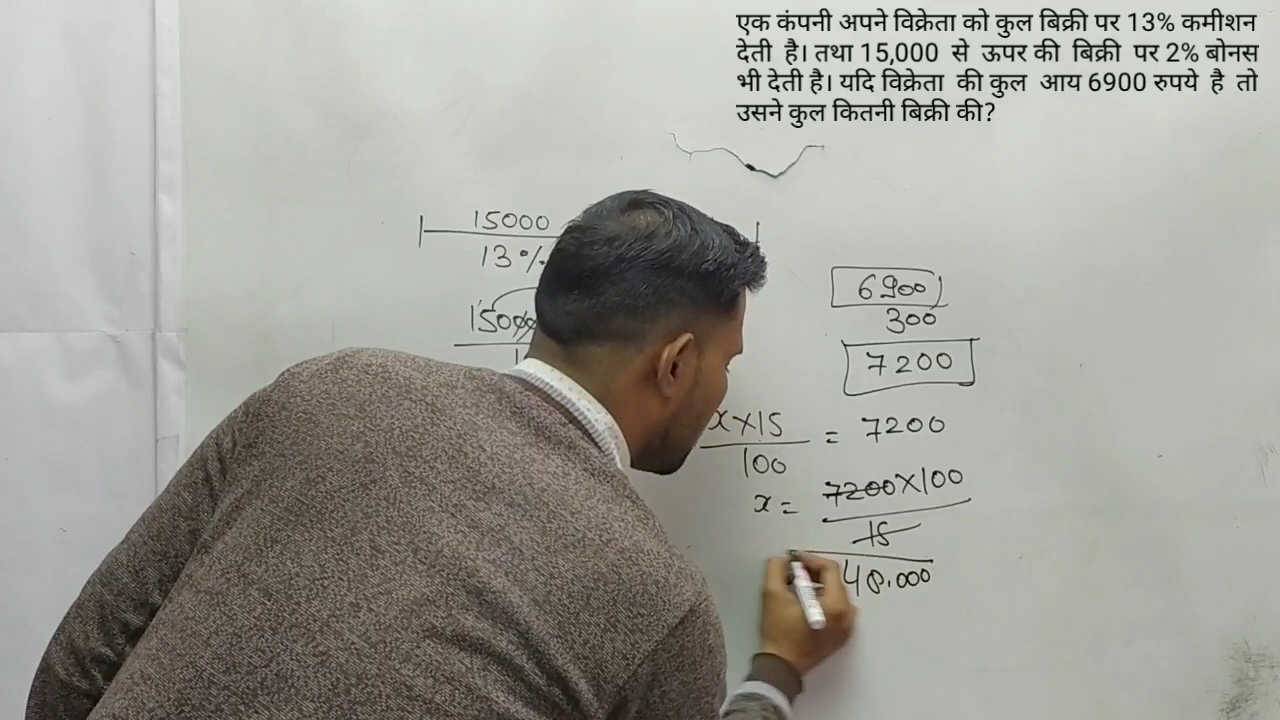 एक कंपनी अपने विक्रेता को कुल बिक्री पर 13% कमीशन
देती है। तथा 15,000 से ऊपर की बिक्री पर 2% बोनस
भी देती है। यदि विक्रेता की कुल आय 6900 रुपये है तो
उसने कुल कितनी बिक्री की?
15000
13%
1500
6900
300
7200
x×15
100
= 7200
x = 7200×100
15
48,000